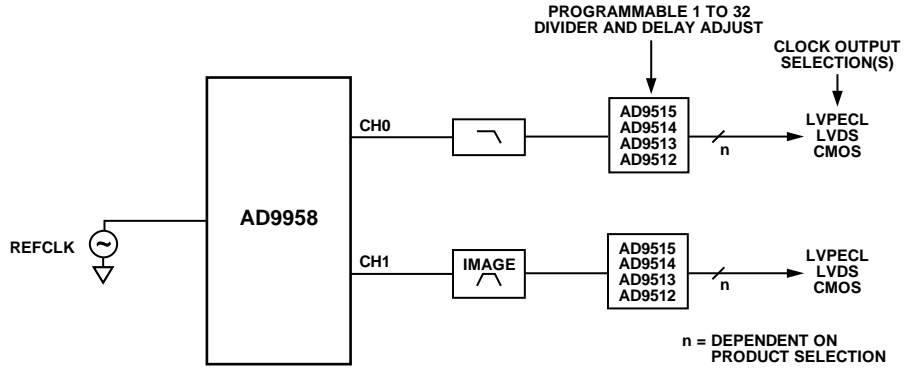 PROGRAMMABLE 1 TO 32
DIVIDER AND DELAY ADJUST
CLOCK OUTPUT
SELECTION(S)
CH0
AD9515
AD9514
AD9513
AD9512
n
LVPECL
LVDS
CMOS
AD9958
REFCLK
CH1
IMAGE
AD9515
AD9514
AD9513
AD9512
n
LVPECL
LVDS
CMOS
n = DEPENDENT ON
PRODUCT SELECTION